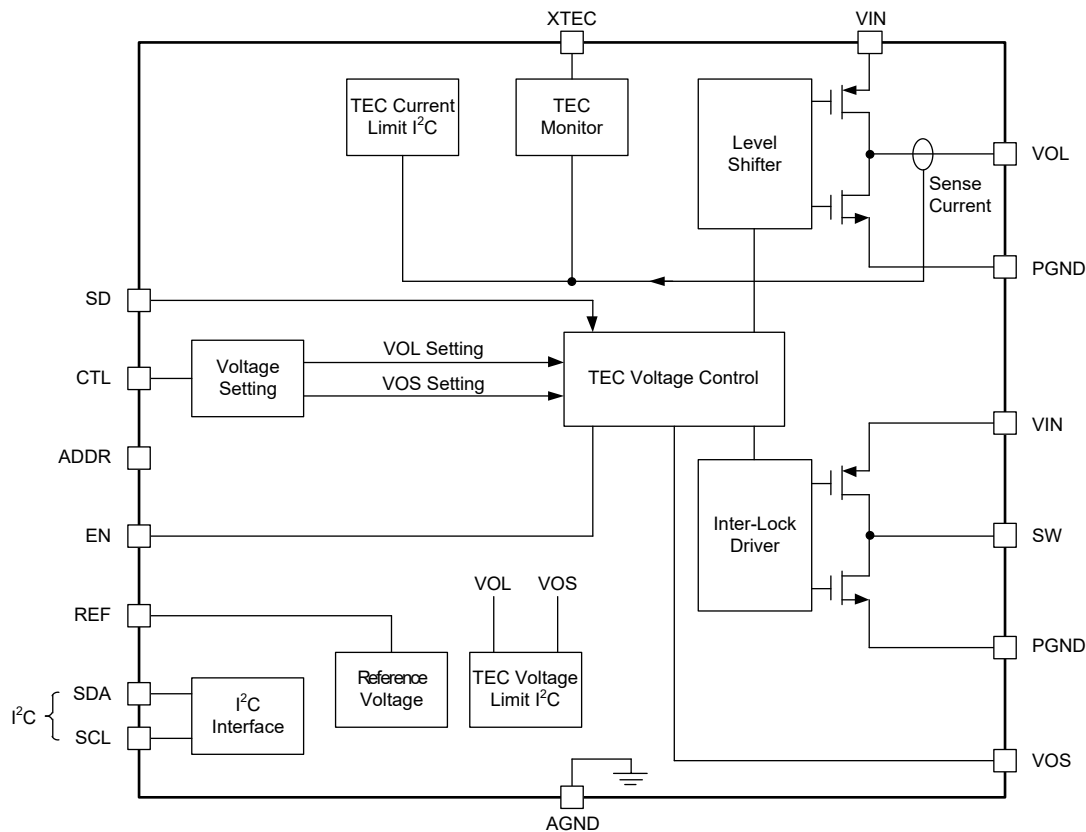 XTEC
VIN
TEC Current
Limit I²C
TEC
Monitor
Level
Shifter
VOL
Sense
Current
PGND
SD
VOL Setting
CTL
Voltage
Setting
VOS Setting
TEC Voltage Control
VIN
ADDR
EN
Inter-Lock
Driver
SW
VOL
VOS
REF
PGND
Reference
Voltage
TEC Voltage
Limit I²C
SDA
I²C
SCL
I²C
Interface
VOS
AGND